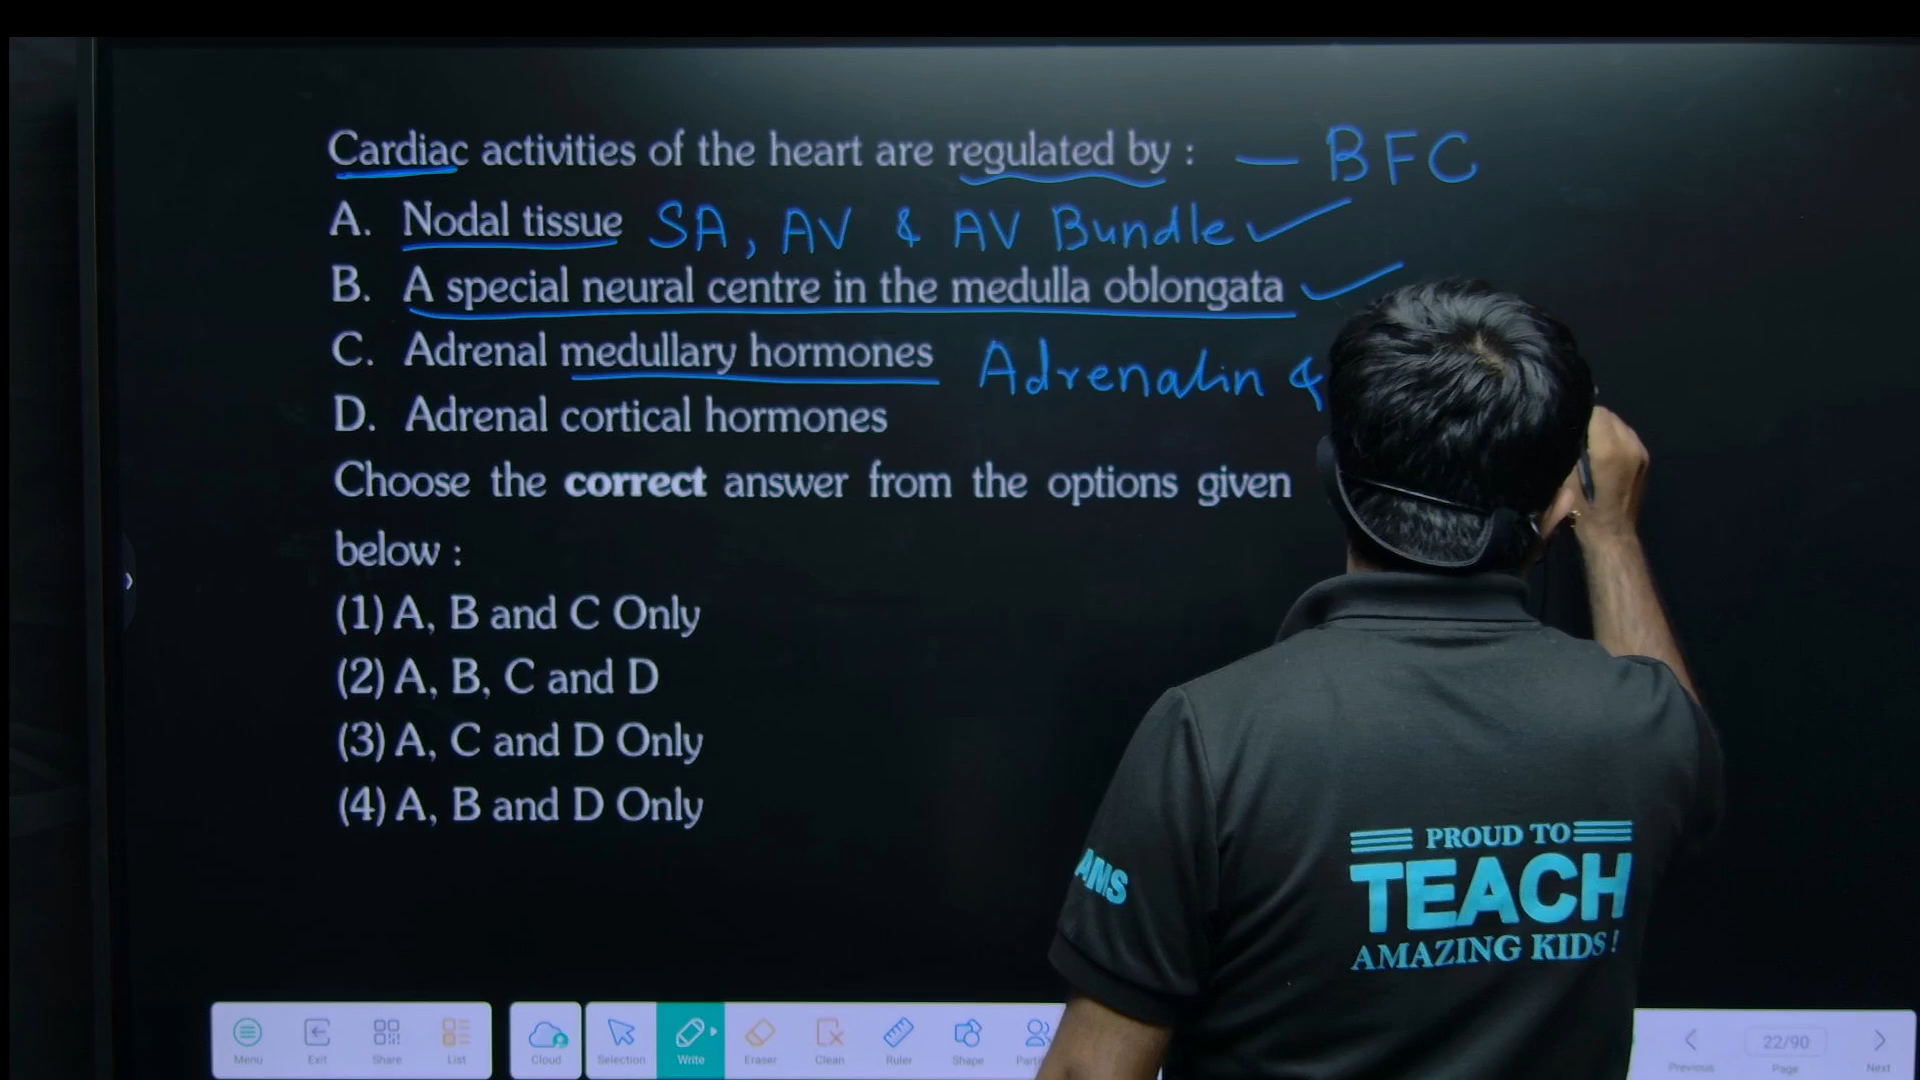 Cardiac activities of the heart are regulated by : — BFC
A. Nodal tissue SA, AV & AV Bundle ✓
B. A special neural centre in the medulla oblongata ✓
C. Adrenal medullary hormones Adrenalin &
D. Adrenal cortical hormones
Choose the correct answer from the options given
below :
(1) A, B and C Only
(2) A, B, C and D
(3) A, C and D Only
(4) A, B and D Only
PROUD TO
TEACH
AMAZING KIDS!
AMS
Menu Exit Share List Cloud Selection Write Eraser Clean Ruler Shape Previous 22/90 Page Next